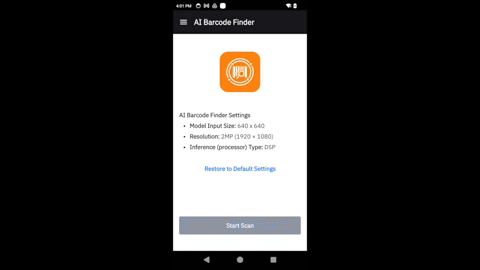 4:01 PM
AI Barcode Finder
AI Barcode Finder Settings
• Model Input Size: 640 x 640
• Resolution: 2MP (1920 x 1080)
• Inference (processor) Type: DSP
Restore to Default Settings
Start Scan